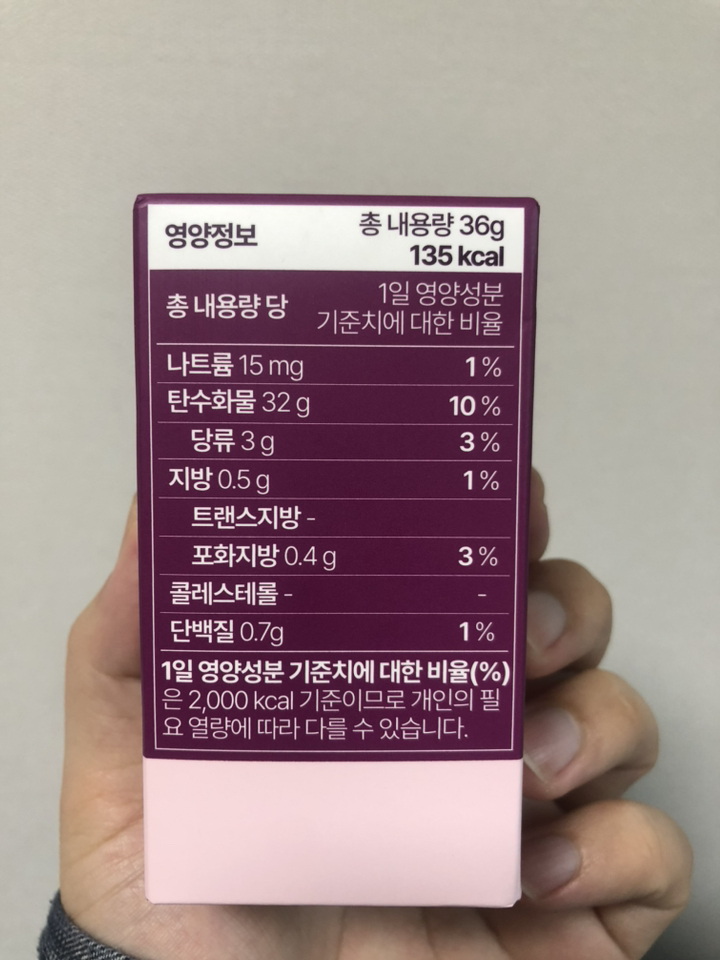 영양정보
총 내용량 36g
135 kcal
총 내용량 당
1일 영양성분
기준치에 대한 비율
나트륨 15 mg 1 %
탄수화물 32 g 10 %
당류 3 g 3 %
지방 0.5 g 1 %
트랜스지방 -
포화지방 0.4 g 3 %
콜레스테롤 - -
단백질 0.7g 1 %
1일 영양성분 기준치에 대한 비율(%)
은 2,000 kcal 기준이므로 개인의 필
요 열량에 따라 다를 수 있습니다.